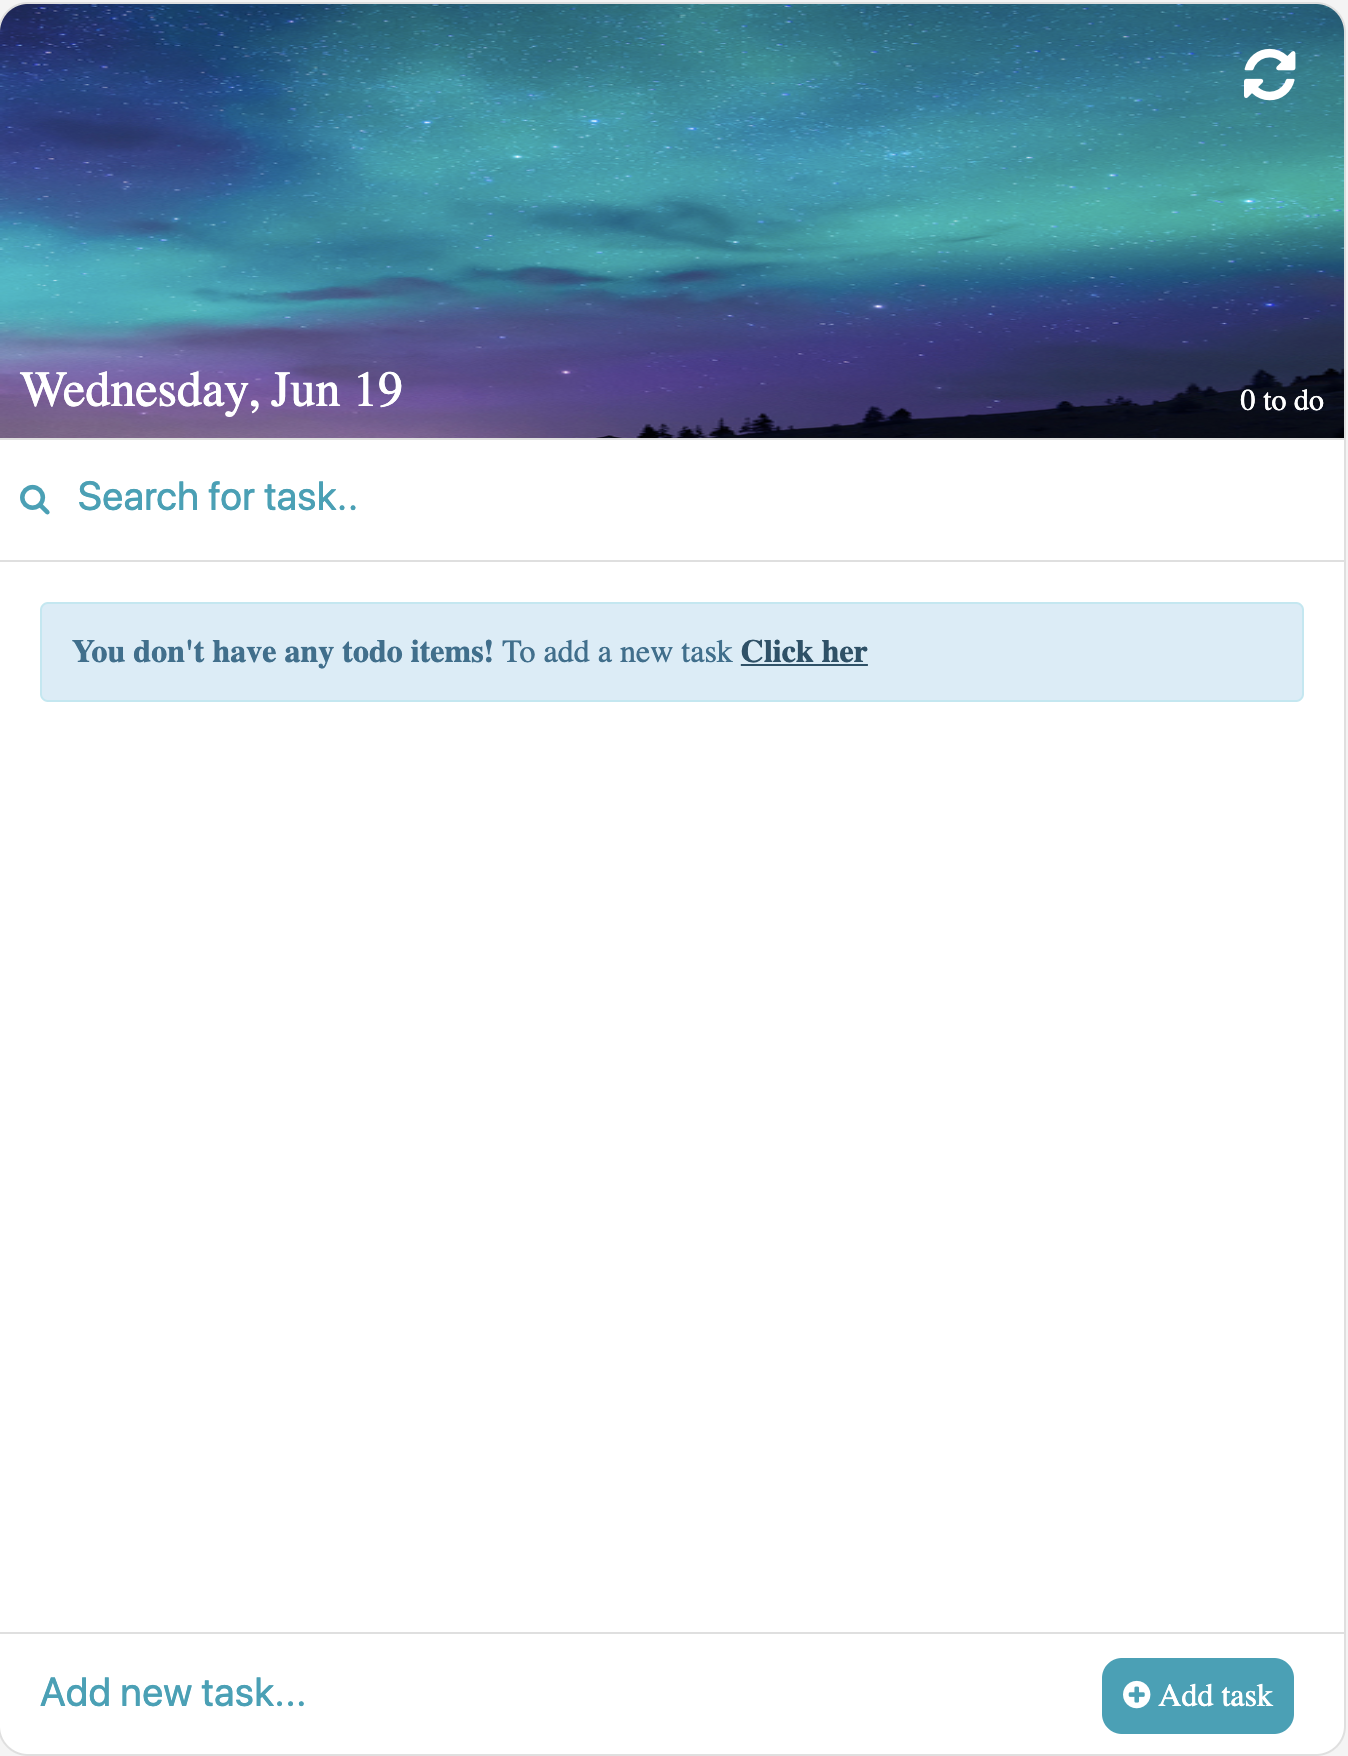 Wednesday, Jun 19
0 to do
Search for task..
You don't have any todo items! To add a new task Click her
Add new task...
Add task